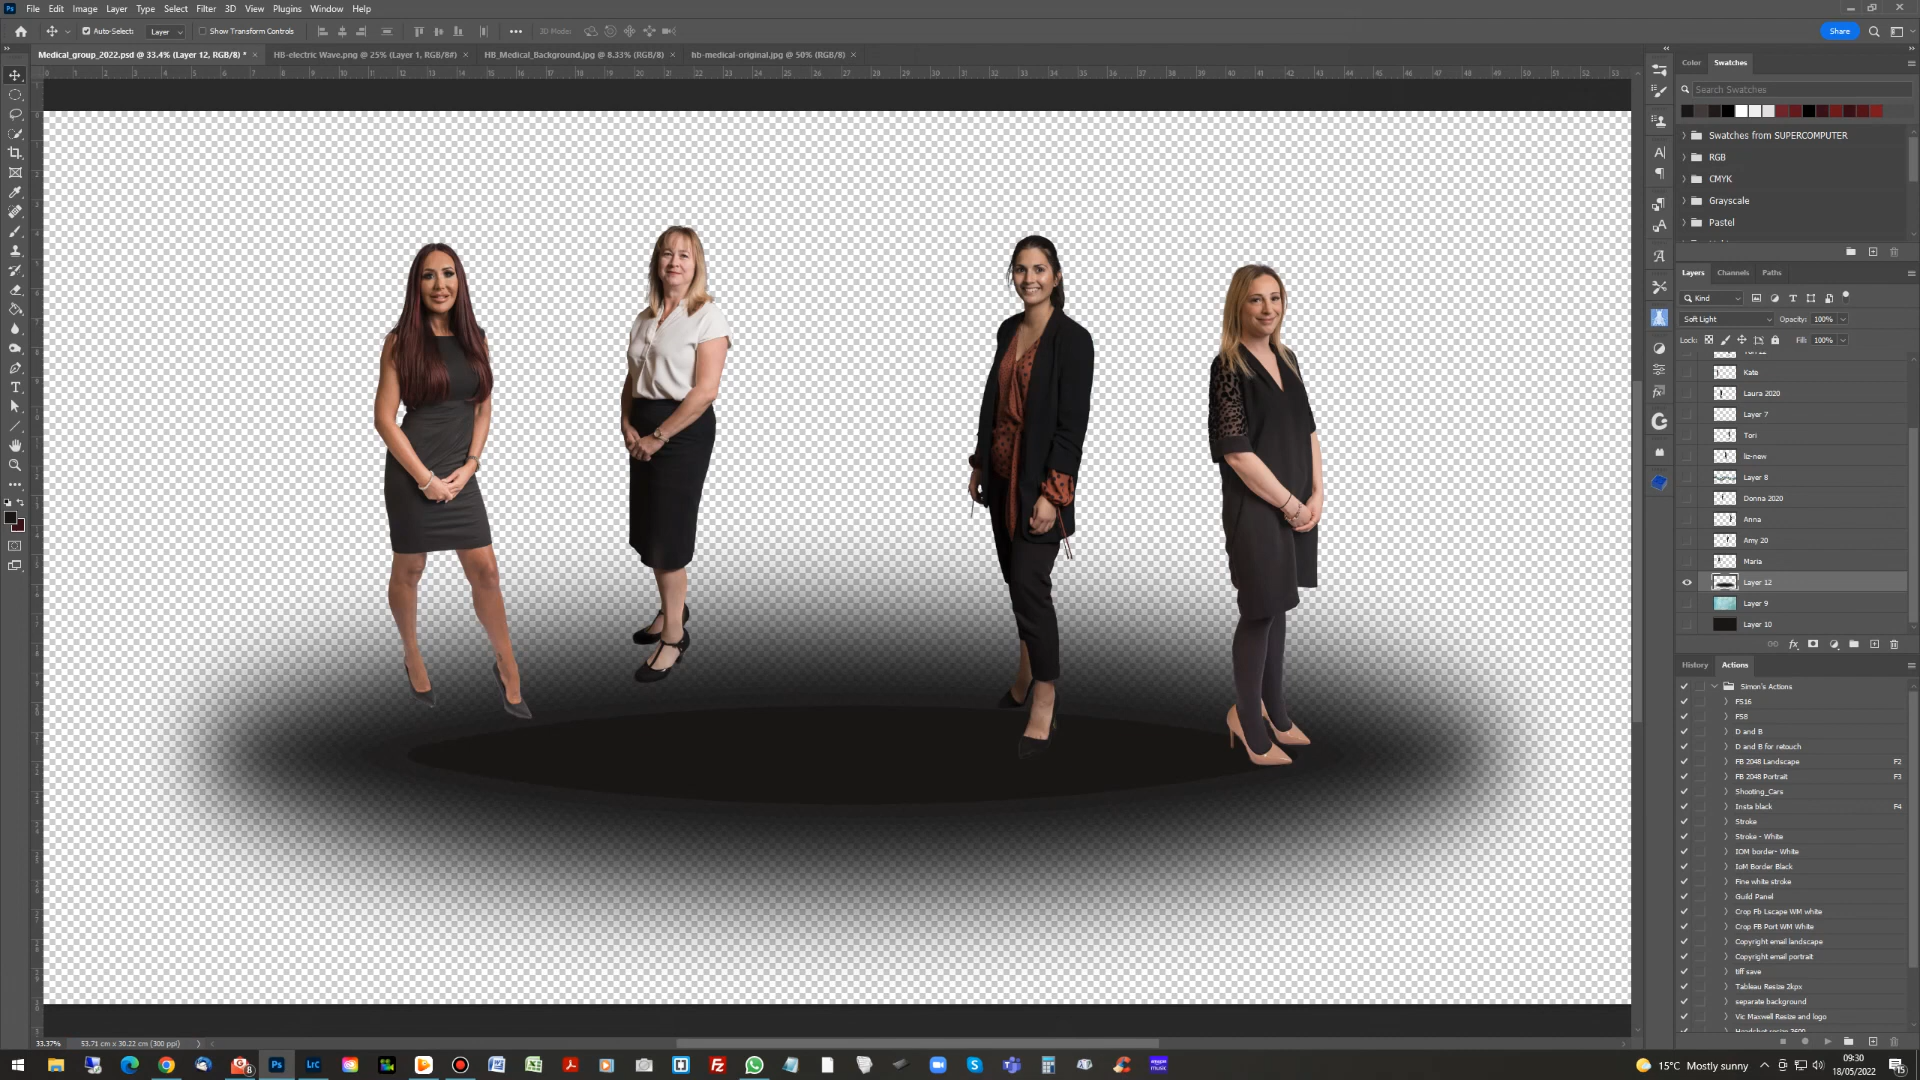 File Edit Image Layer Type Select Filter 3D View Plugins Window Help
Auto-Select: Layer Show Transform Controls 3D Mode: Share
Medical_group_2022.psd @ 33.4% (Layer 12, RGB/8) * × HB-electric Wave.png @ 25% (Layer 1, RGB/8#) × HB_Medical_Background.jpg @ 8.33% (RGB/8) × hb-medical-original.jpg @ 50% (RGB/8) ×
Color Swatches
Search Swatches
Swatches from SUPERCOMPUTER
RGB
CMYK
Grayscale
Pastel
Layers Channels Paths
Kind
Soft Light Opacity: 100%
Lock: Fill: 100%
Kate
Laura 2020
Layer 7
Tori
liz-new
Layer 8
Donna 2020
Anna
Amy 20
Maria
Layer 12
Layer 9
Layer 10
History Actions
Simon's Actions
FS16
FS8
D and B
D and B for retouch
FB 2048 Landscape F2
FB 2048 Portrait F3
Shooting_Cars
Insta black F4
Stroke
Stroke - White
IOM border- White
IoM Border Black
Fine white stroke
Guild Panel
Crop Fb Lscape WM white
Crop FB Port WM White
Copyright email landscape
Copyright email portrait
tiff save
Tableau Resize 2kpx
separate background
Vic Maxwell Resize and logo
33.37% 53.71 cm x 30.22 cm (300 ppi)
15°C Mostly sunny
09:30
18/05/2022